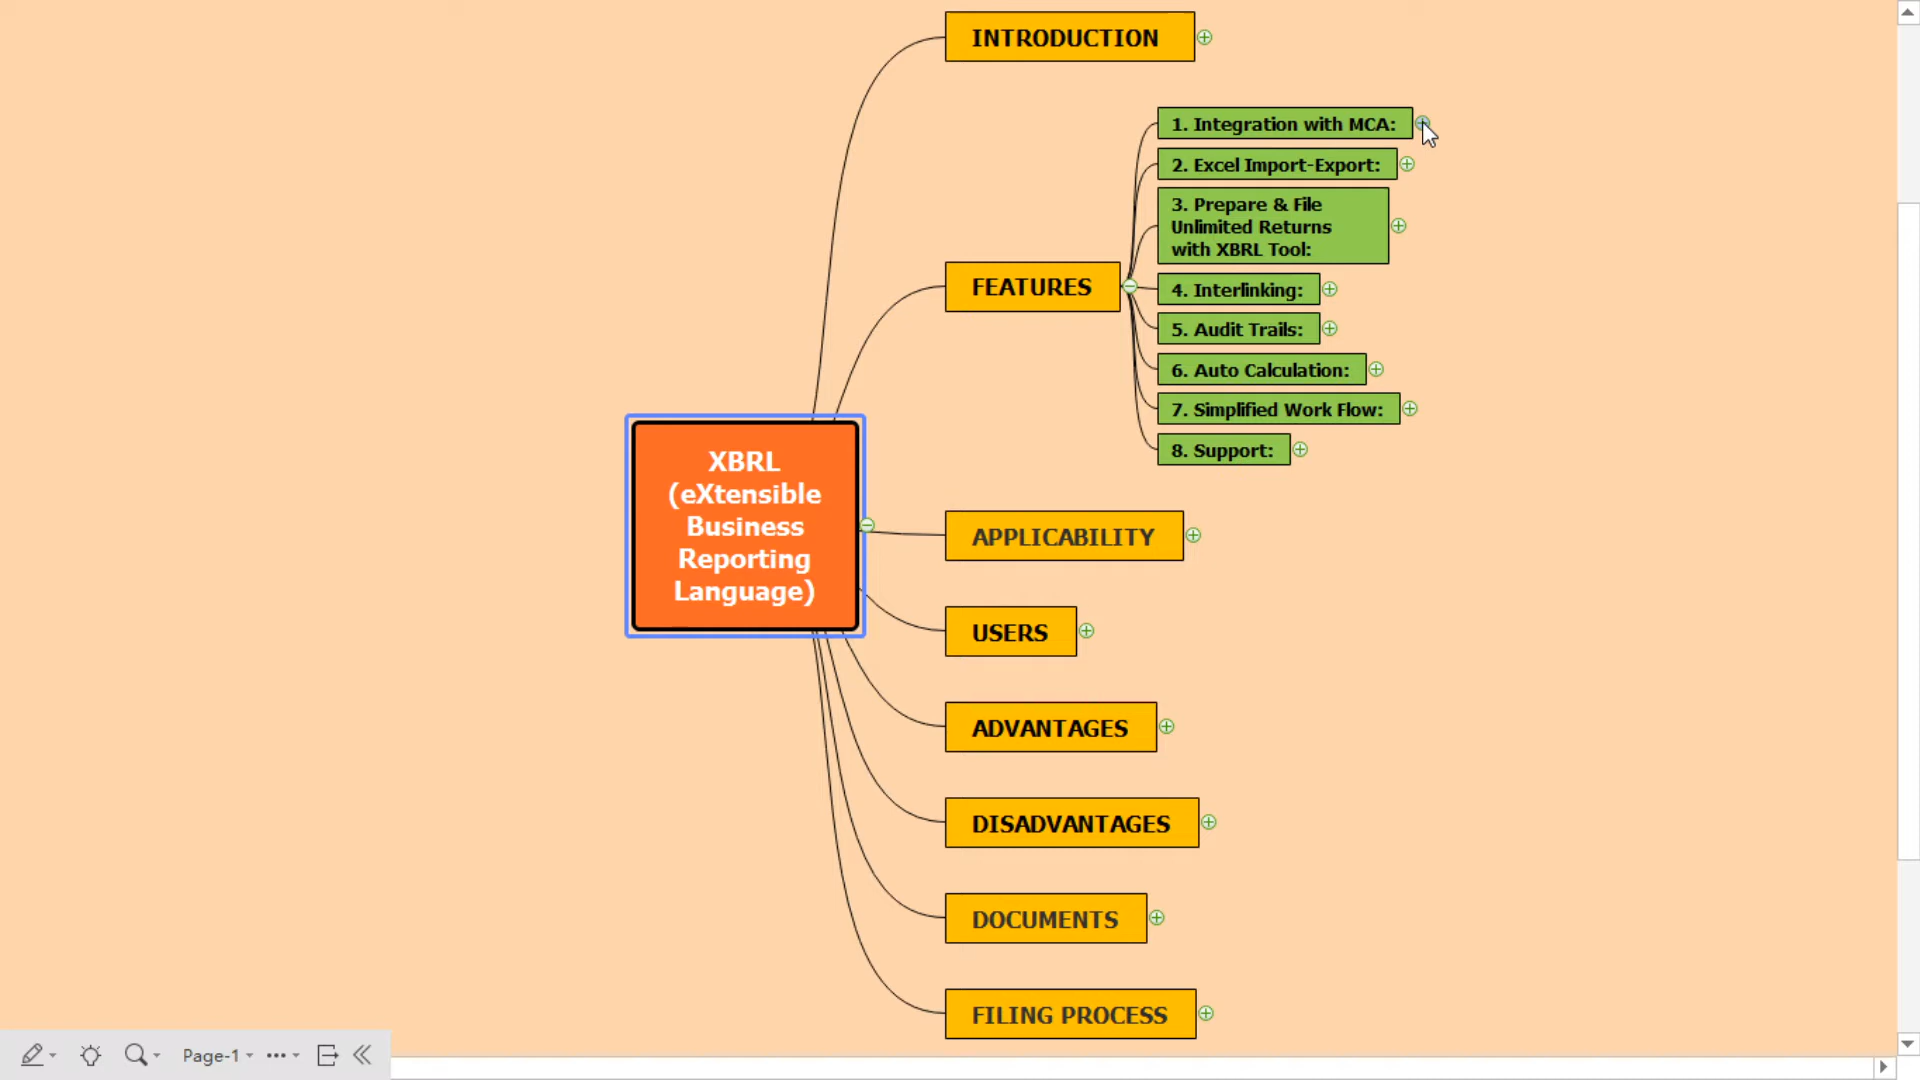 INTRODUCTION
1. Integration with MCA:
2. Excel Import-Export:
3. Prepare & File
Unlimited Returns
with XBRL Tool:
FEATURES
4. Interlinking:
5. Audit Trails:
6. Auto Calculation:
7. Simplified Work Flow:
8. Support:
XBRL
(eXtensible
Business
Reporting
Language)
APPLICABILITY
USERS
ADVANTAGES
DISADVANTAGES
DOCUMENTS
FILING PROCESS
Page-1